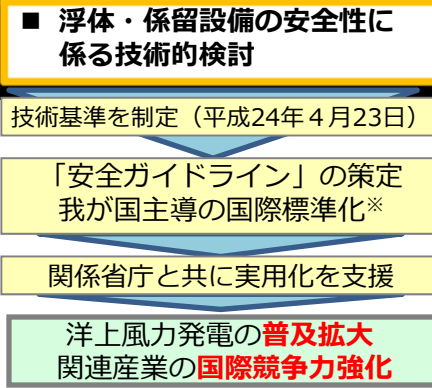 ■ 浮体・係留設備の安全性に
係る技術的検討
技術基準を制定（平成24年４月23日）
「安全ガイドライン」の策定
我が国主導の国際標準化※
関係省庁と共に実用化を支援
洋上風力発電の普及拡大
関連産業の国際競争力強化